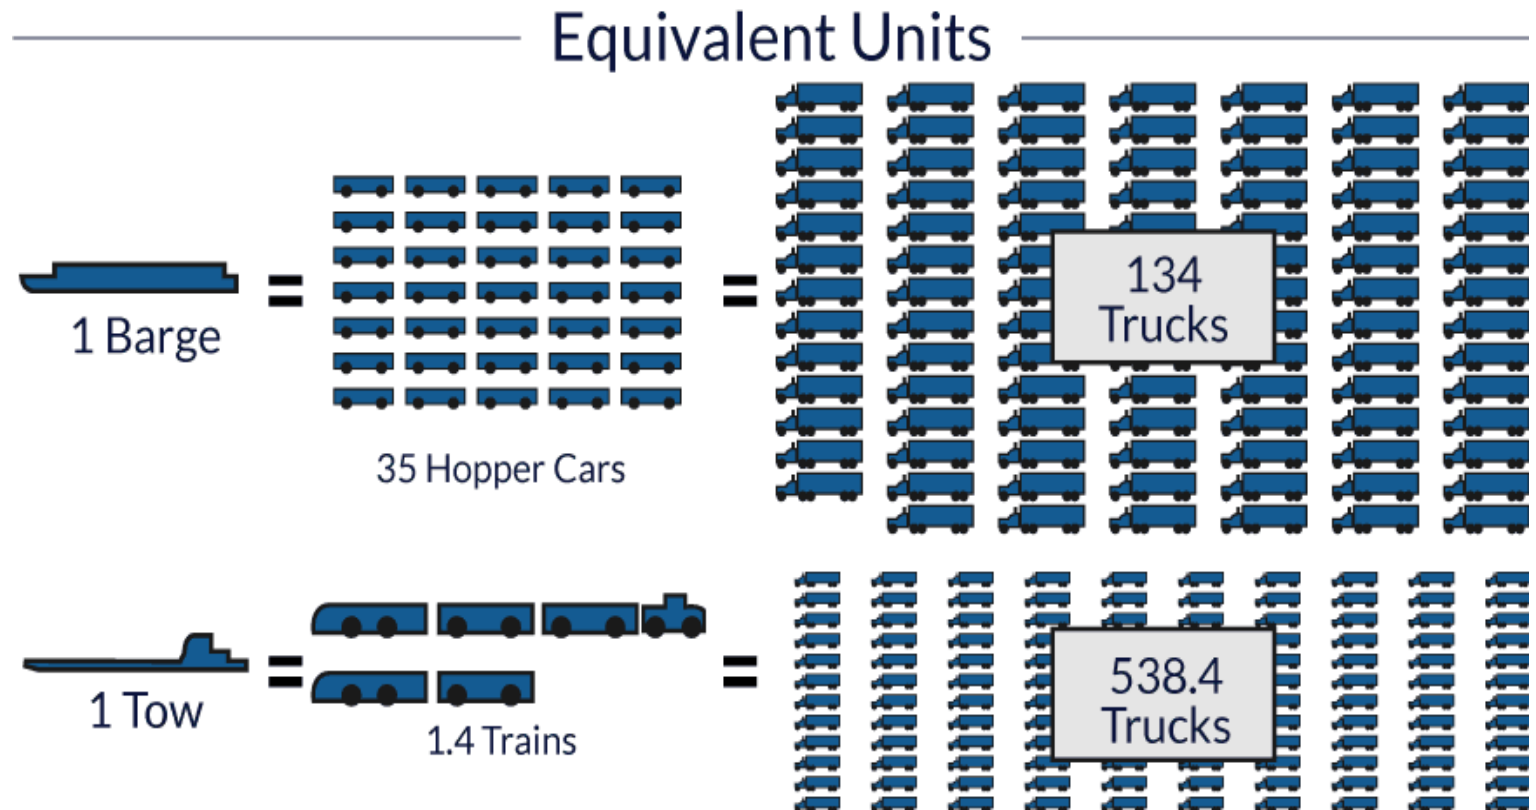 Equivalent Units
1 Barge
=
35 Hopper Cars
=
134
Trucks
1 Tow
=
1.4 Trains
=
538.4
Trucks